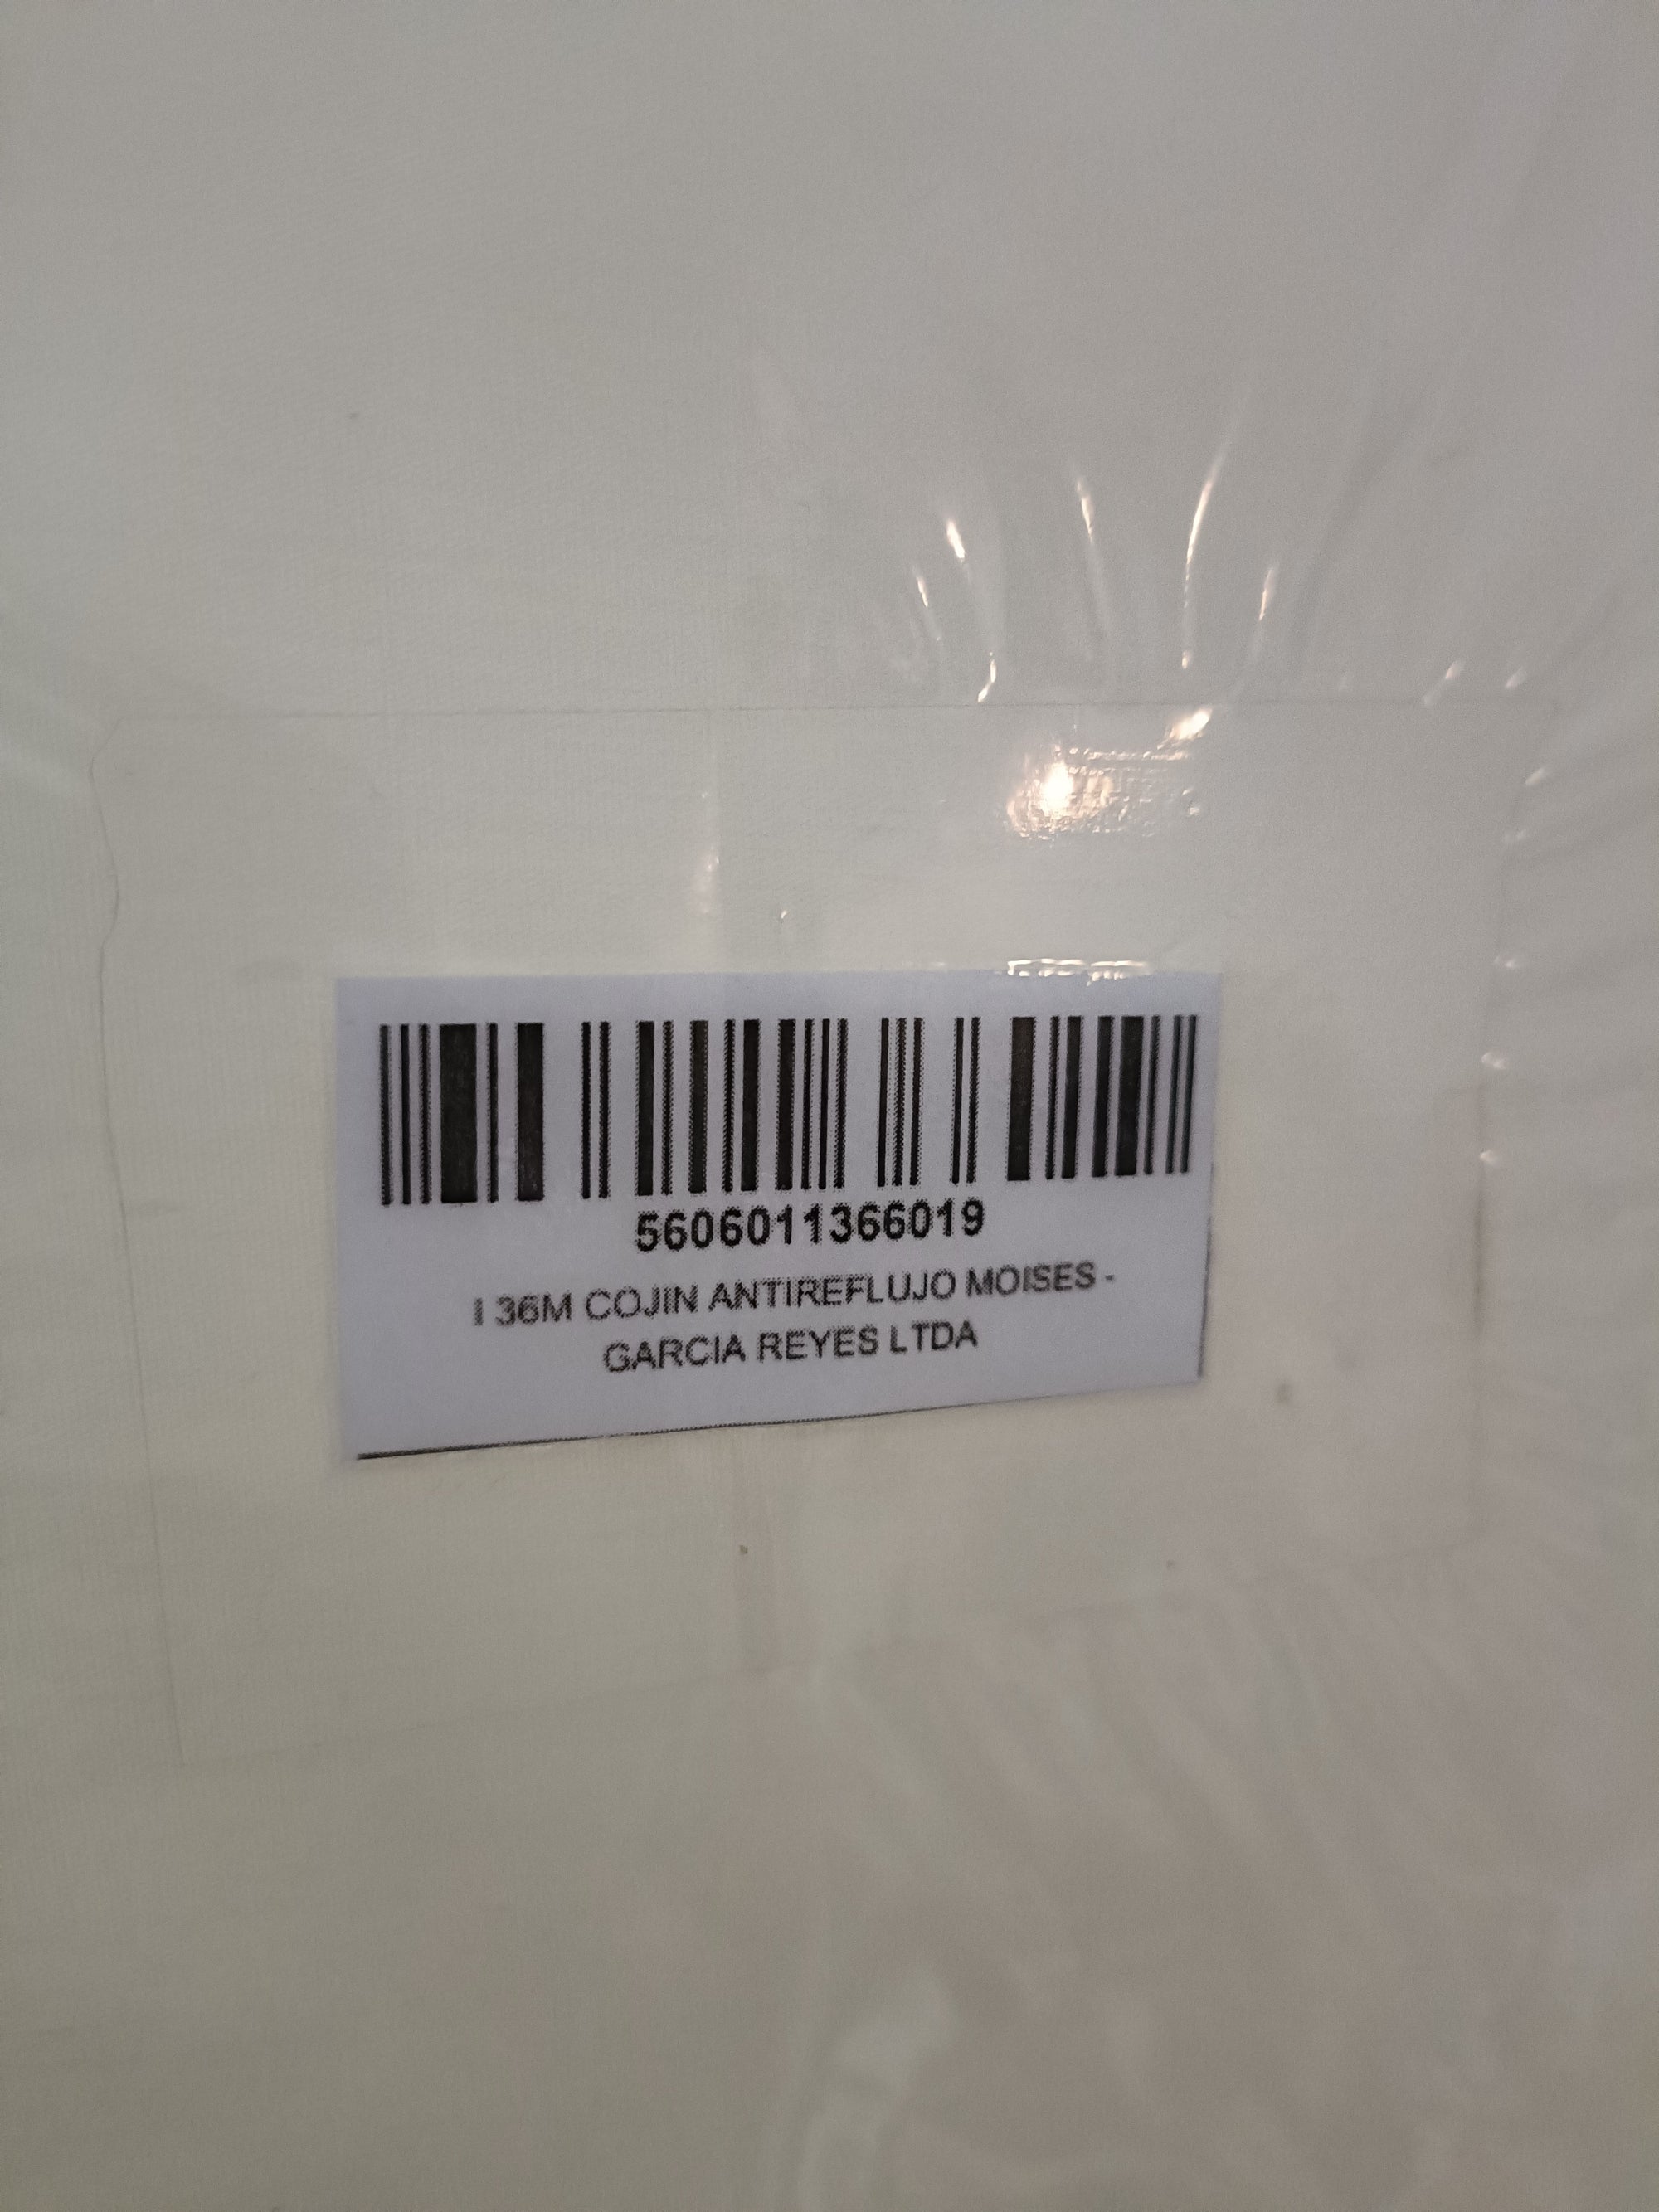 5606011366019
I 36M COJIN ANTIREFLUJO MOISES -
GARCIA REYES LTDA